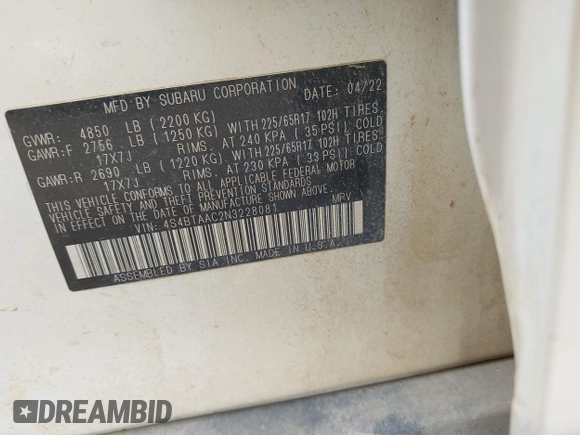 MFD BY SUBARU CORPORATION DATE: 04/22
GVWR: 4850 LB (2200 KG)
GAWR:F 2756 LB (1250 KG) WITH 225/65R17 102H TIRES,
17X7J RIMS, AT 240 KPA (35 PSI) COLD
GAWR:R 2690 LB (1220 KG) WITH 225/65R17 102H TIRES,
17X7J RIMS, AT 230 KPA (33 PSI) COLD
THIS VEHICLE CONFORMS TO ALL APPLICABLE FEDERAL MOTOR
VEHICLE SAFETY AND THEFT PREVENTION STANDARDS IN EFFECT
ON THE DATE OF MANUFACTURE SHOWN ABOVE.
VIN: 4S4BTAAC2N3228081 MPV
ASSEMBLED BY SIA INC. MADE IN U.S.A.
DREAMBID